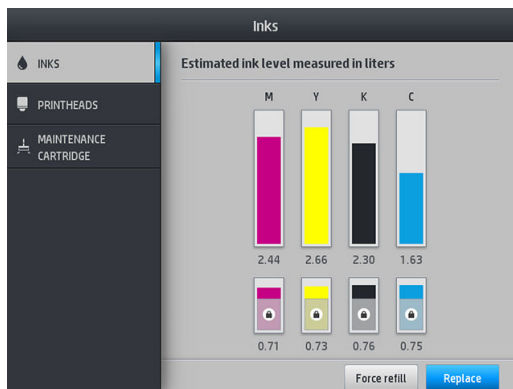 Inks
INKS
PRINTHEADS
MAINTENANCE
CARTRIDGE
Estimated ink level measured in liters
M Y K C
2.44 2.66 2.30 1.63
0.71 0.73 0.76 0.75
Force refill Replace